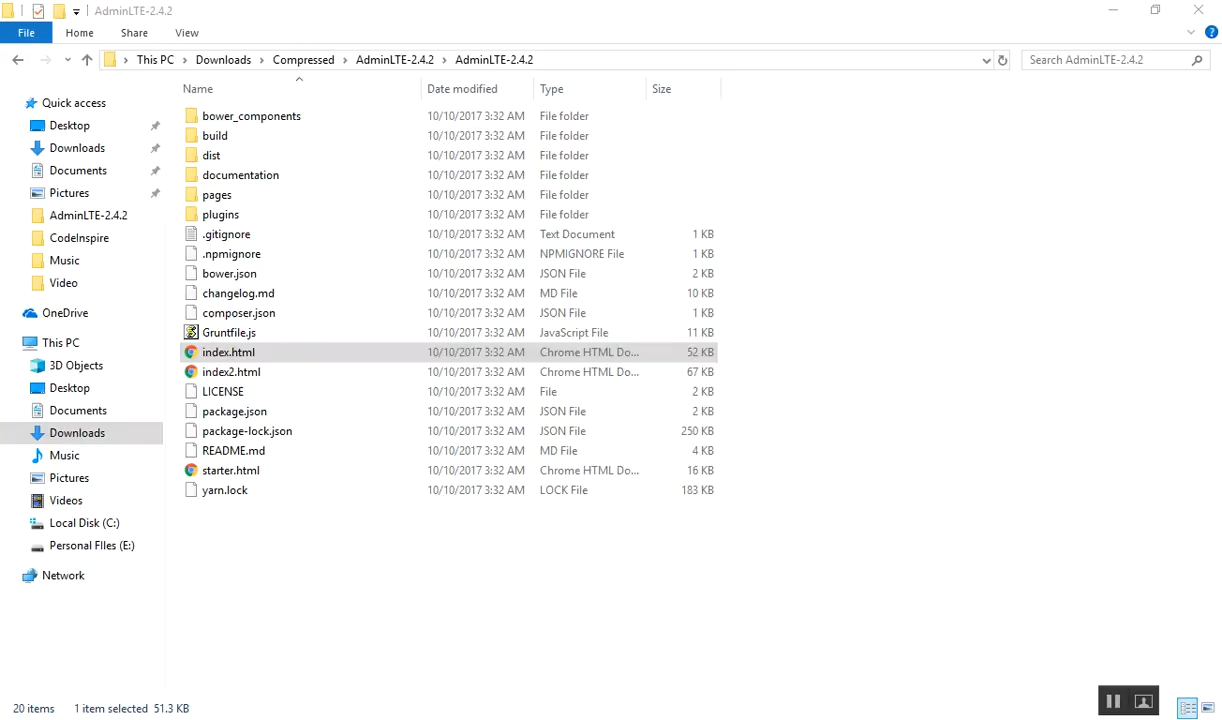 AdminLTE-2.4.2
File Home Share View
This PC Downloads Compressed AdminLTE-2.4.2 AdminLTE-2.4.2
Search AdminLTE-2.4.2
Quick access
Desktop
Downloads
Documents
Pictures
AdminLTE-2.4.2
CodeInspire
Music
Video
OneDrive
This PC
3D Objects
Desktop
Documents
Downloads
Music
Pictures
Videos
Local Disk (C:)
Personal FIles (E:)
Network
Name Date modified Type Size
bower_components 10/10/2017 3:32 AM File folder
build 10/10/2017 3:32 AM File folder
dist 10/10/2017 3:32 AM File folder
documentation 10/10/2017 3:32 AM File folder
pages 10/10/2017 3:32 AM File folder
plugins 10/10/2017 3:32 AM File folder
.gitignore 10/10/2017 3:32 AM Text Document 1 KB
.npmignore 10/10/2017 3:32 AM NPMIGNORE File 1 KB
bower.json 10/10/2017 3:32 AM JSON File 2 KB
changelog.md 10/10/2017 3:32 AM MD File 10 KB
composer.json 10/10/2017 3:32 AM JSON File 1 KB
Gruntfile.js 10/10/2017 3:32 AM JavaScript File 11 KB
index.html 10/10/2017 3:32 AM Chrome HTML Do... 52 KB
index2.html 10/10/2017 3:32 AM Chrome HTML Do... 67 KB
LICENSE 10/10/2017 3:32 AM File 2 KB
package.json 10/10/2017 3:32 AM JSON File 2 KB
package-lock.json 10/10/2017 3:32 AM JSON File 250 KB
README.md 10/10/2017 3:32 AM MD File 4 KB
starter.html 10/10/2017 3:32 AM Chrome HTML Do... 16 KB
yarn.lock 10/10/2017 3:32 AM LOCK File 183 KB
20 items 1 item selected 51.3 KB